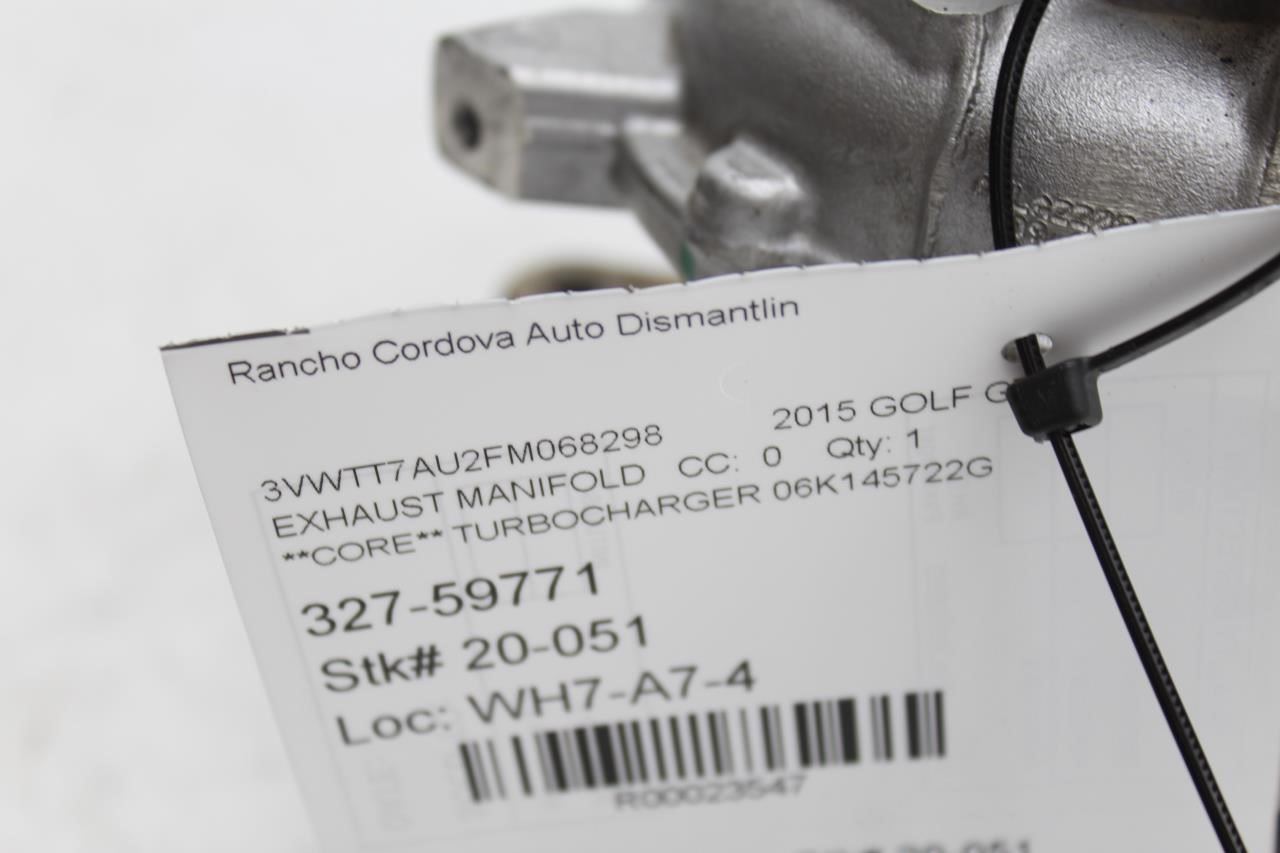 Rancho Cordova Auto Dismantlin
3VWTT7AU2FM068298 2015 GOLF G
EXHAUST MANIFOLD CC: 0 Qty: 1
**CORE** TURBOCHARGER 06K145722G
327-59771
Stk# 20-051
Loc: WH7-A7-4
R00023547